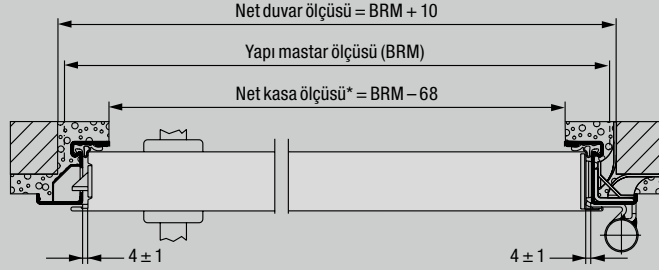 Net duvar ölçüsü = BRM + 10
Yapı mastar ölçüsü (BRM)
Net kasa ölçüsü* = BRM – 68
4 ± 1 4 ± 1